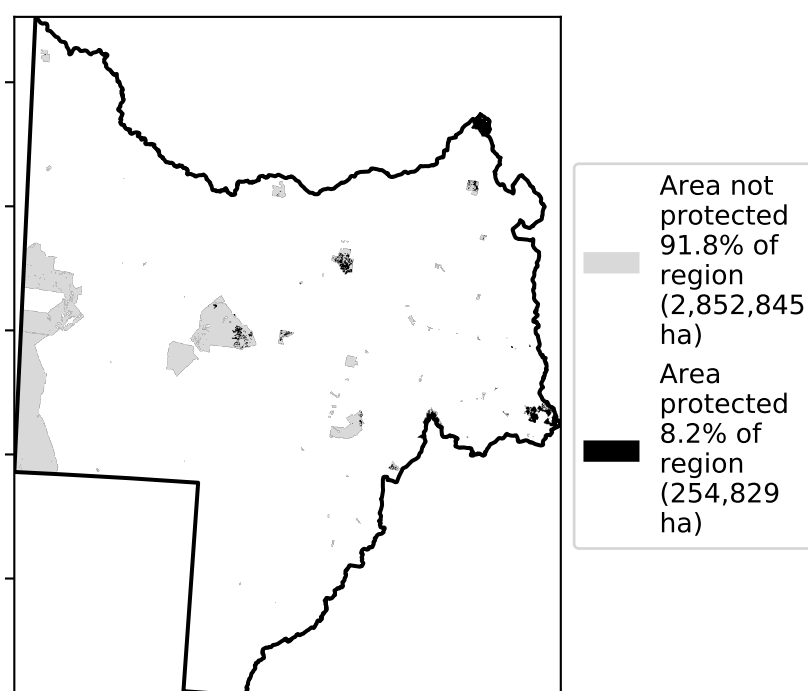 Area not
protected
91.8% of
region
(2,852,845
ha)
Area
protected
8.2% of
region
(254,829
ha)